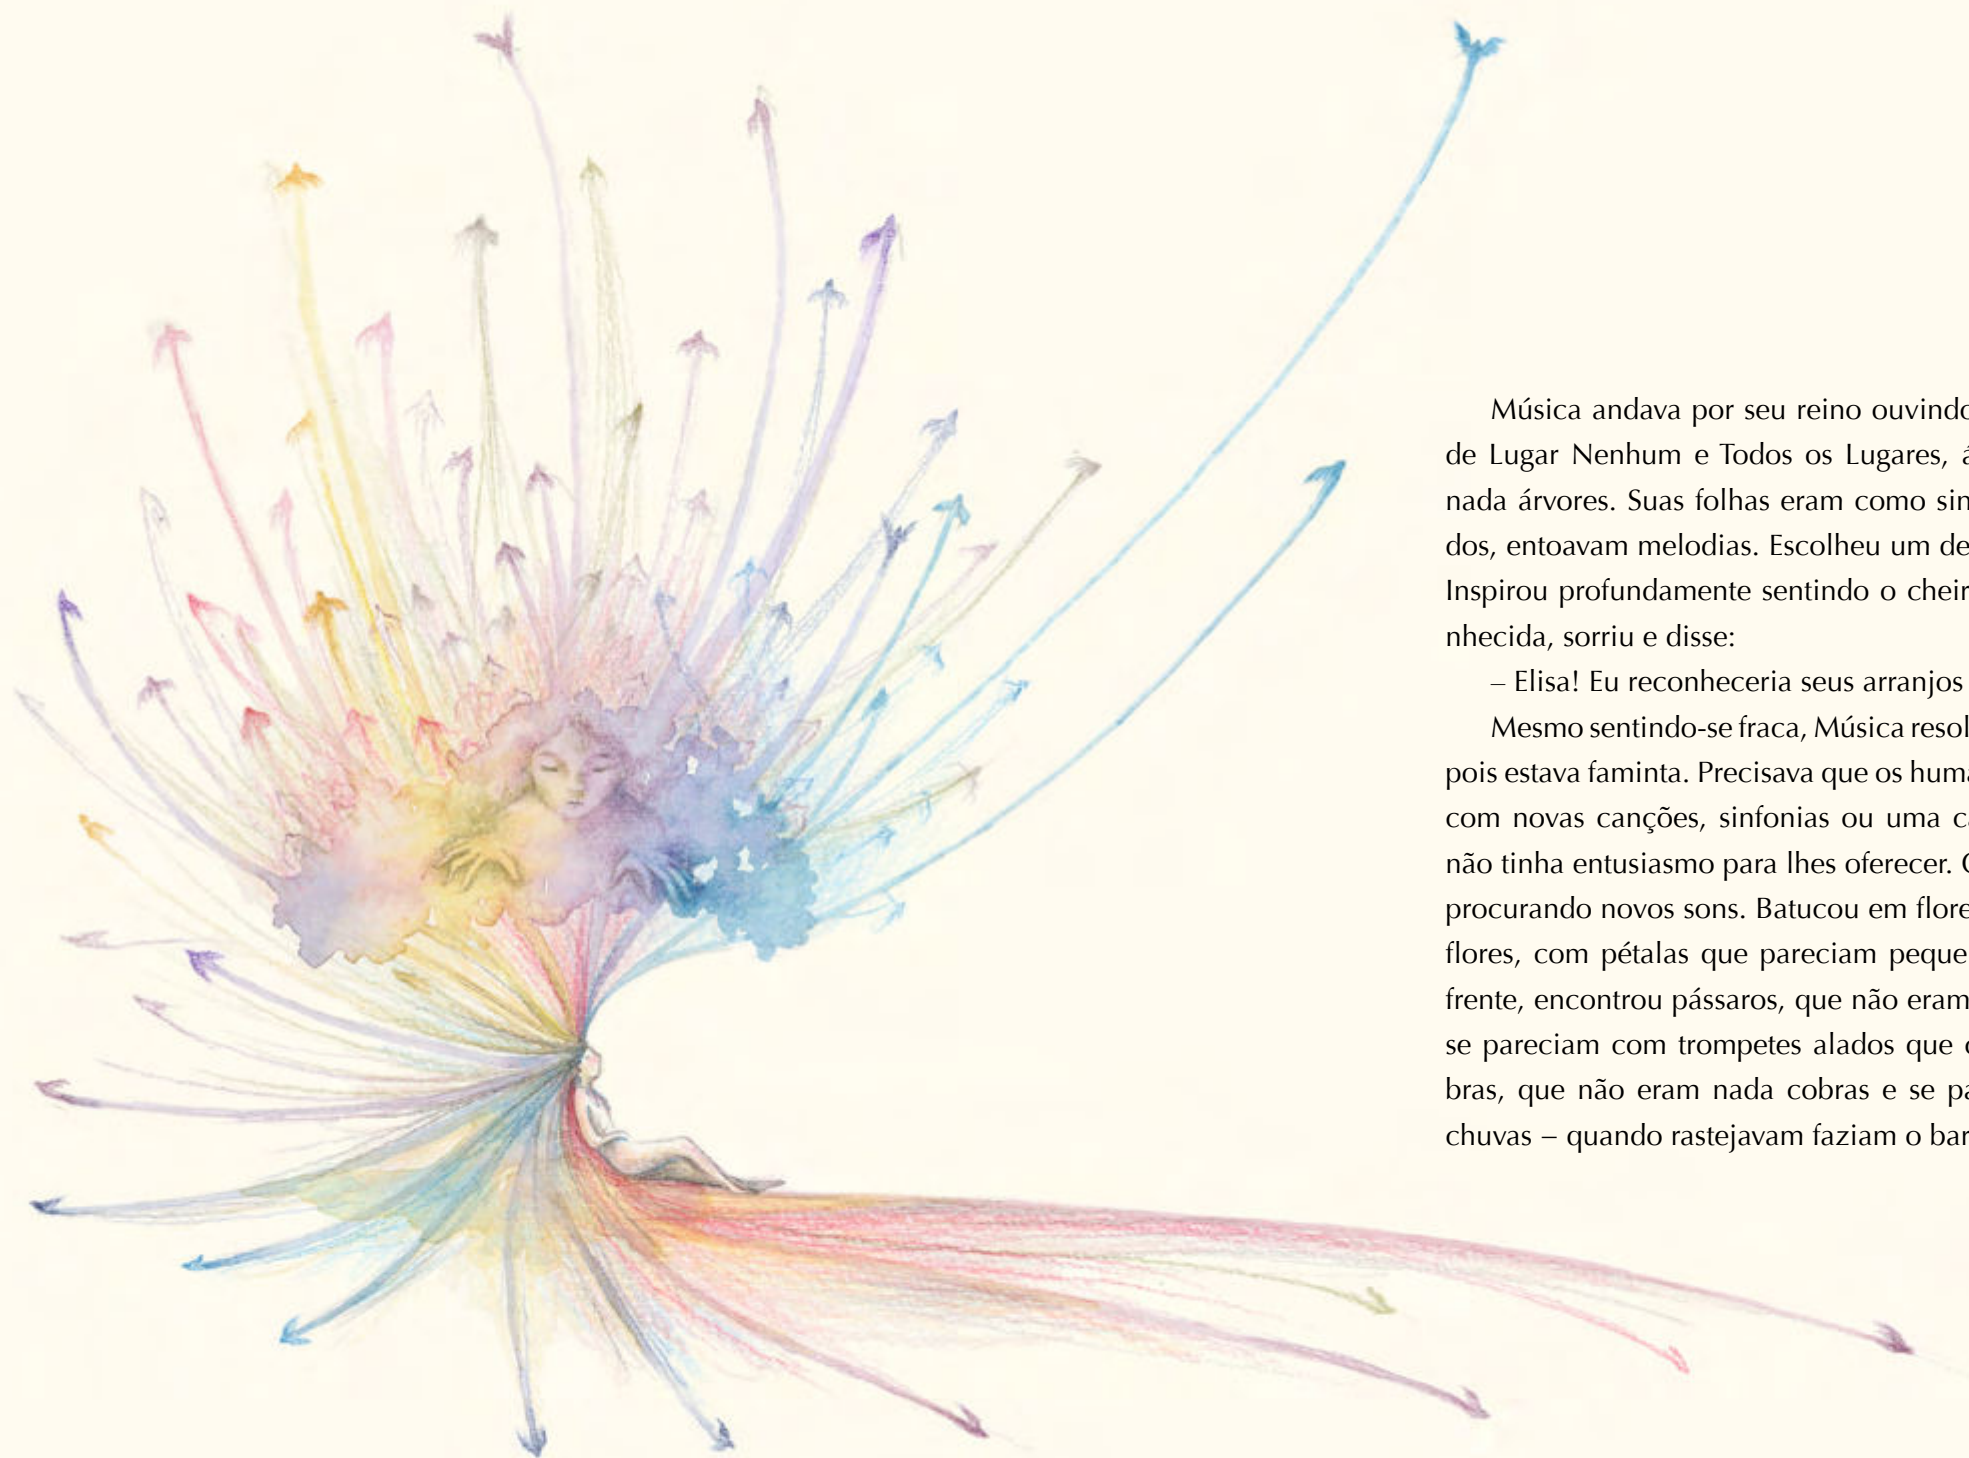 Música andava por seu reino ouvindo
de Lugar Nenhum e Todos os Lugares, á
nada árvores. Suas folhas eram como sin
dos, entoavam melodias. Escolheu um de
Inspirou profundamente sentindo o cheir
nhecida, sorriu e disse:
– Elisa! Eu reconheceria seus arranjos
Mesmo sentindo-se fraca, Música resol
pois estava faminta. Precisava que os huma
com novas canções, sinfonias ou uma ca
não tinha entusiasmo para lhes oferecer.
procurando novos sons. Batucou em flore
flores, com pétalas que pareciam peque
frente, encontrou pássaros, que não eram
se pareciam com trompetes alados que
bras, que não eram nada cobras e se pa
chuvas – quando rastejavam faziam o bar